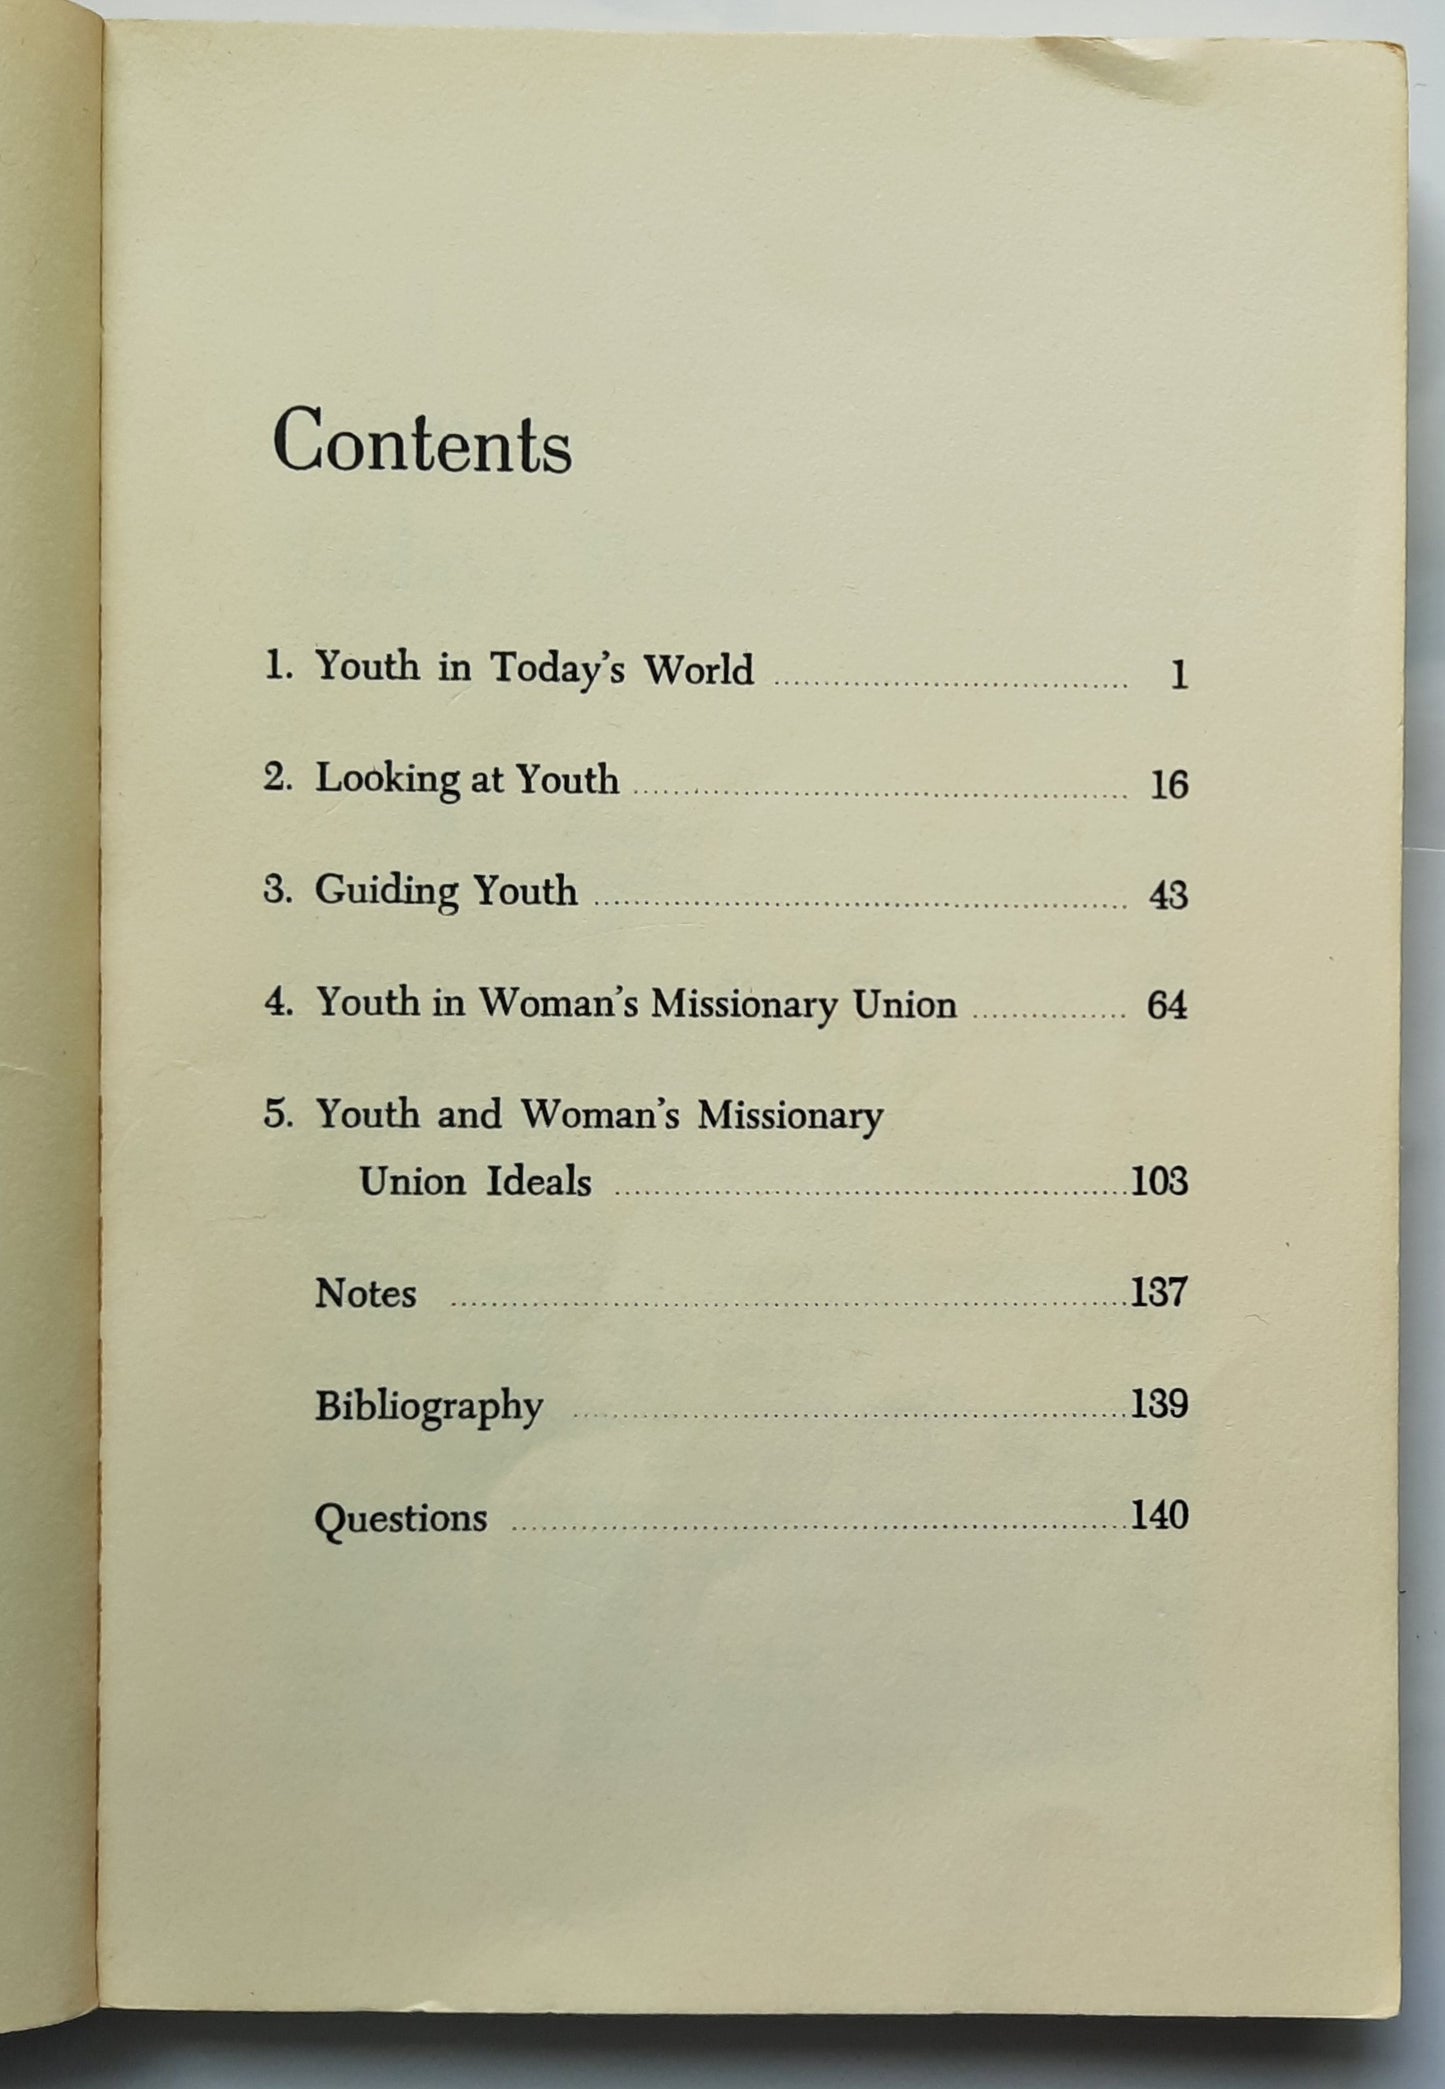 Contents
1. Youth in Today's World ........ 1
2. Looking at Youth ........ 16
3. Guiding Youth ........ 43
4. Youth in Woman's Missionary Union ........ 64
5. Youth and Woman's Missionary
Union Ideals ........ 103
Notes ........ 137
Bibliography ........ 139
Questions ........ 140